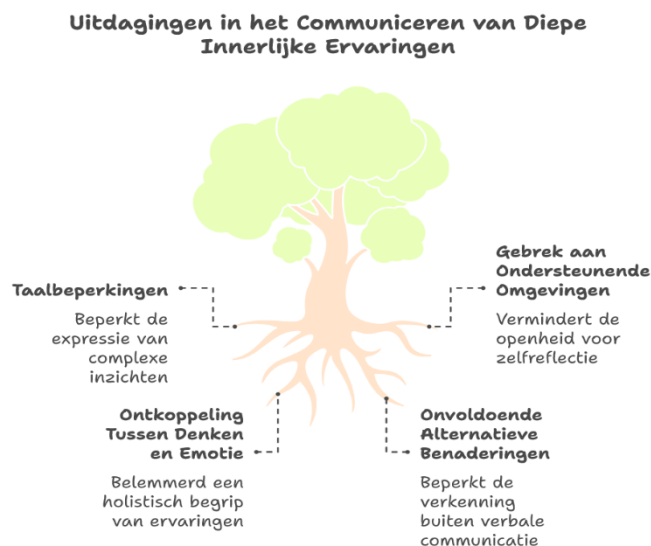 Uitdagingen in het Communiceren van Diepe
Innerlijke Ervaringen
Taalbeperkingen
Beperkt de
expressie van
complexe
inzichten
Gebrek aan
Ondersteunende
Omgevingen
Vermindert de
openheid voor
zelfreflectie
Ontkoppeling
Tussen Denken
en Emotie
Belemmerd een
holistisch begrip
van ervaringen
Onvoldoende
Alternatieve
Benaderingen
Beperkt de
verkenning
buiten verbale
communicatie